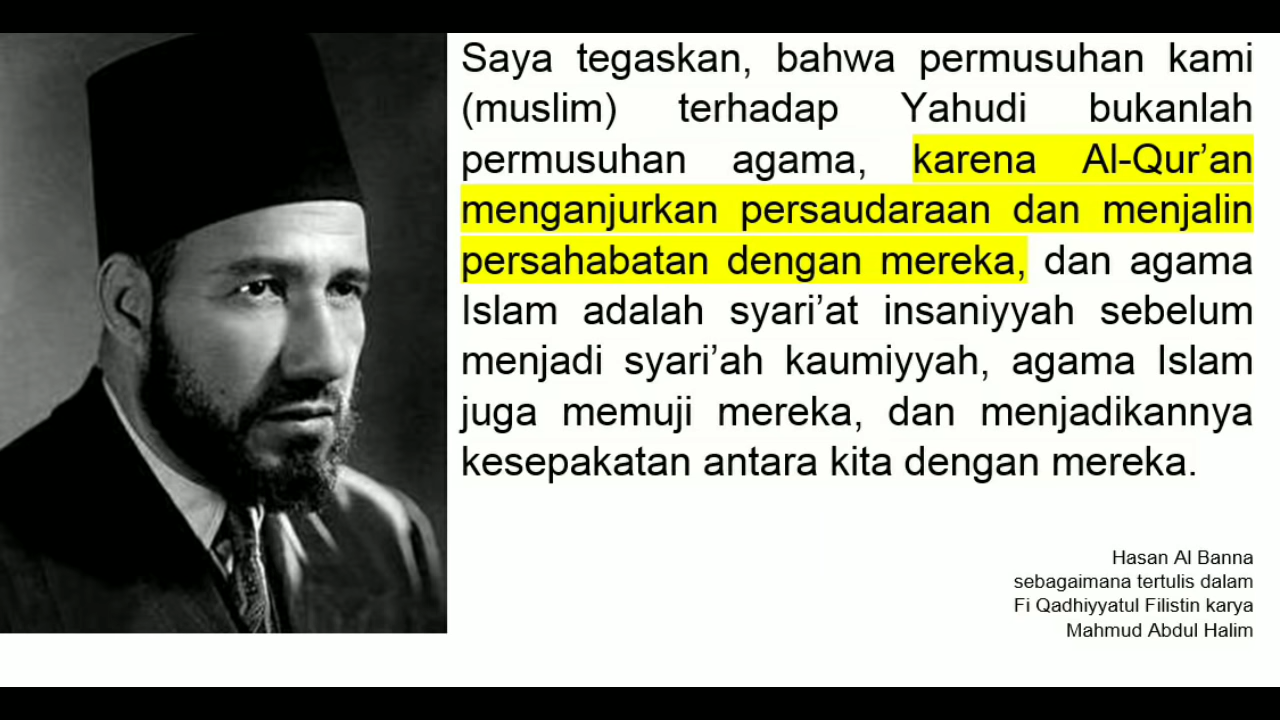 Saya tegaskan, bahwa permusuhan kami
(muslim) terhadap Yahudi bukanlah
permusuhan agama, karena Al-Qur’an
menganjurkan persaudaraan dan menjalin
persahabatan dengan mereka, dan agama
Islam adalah syari’at insaniyyah sebelum
menjadi syari’ah kaumiyyah, agama Islam
juga memuji mereka, dan menjadikannya
kesepakatan antara kita dengan mereka.
Hasan Al Banna
sebagaimana tertulis dalam
Fi Qadhiyyatul Filistin karya
Mahmud Abdul Halim